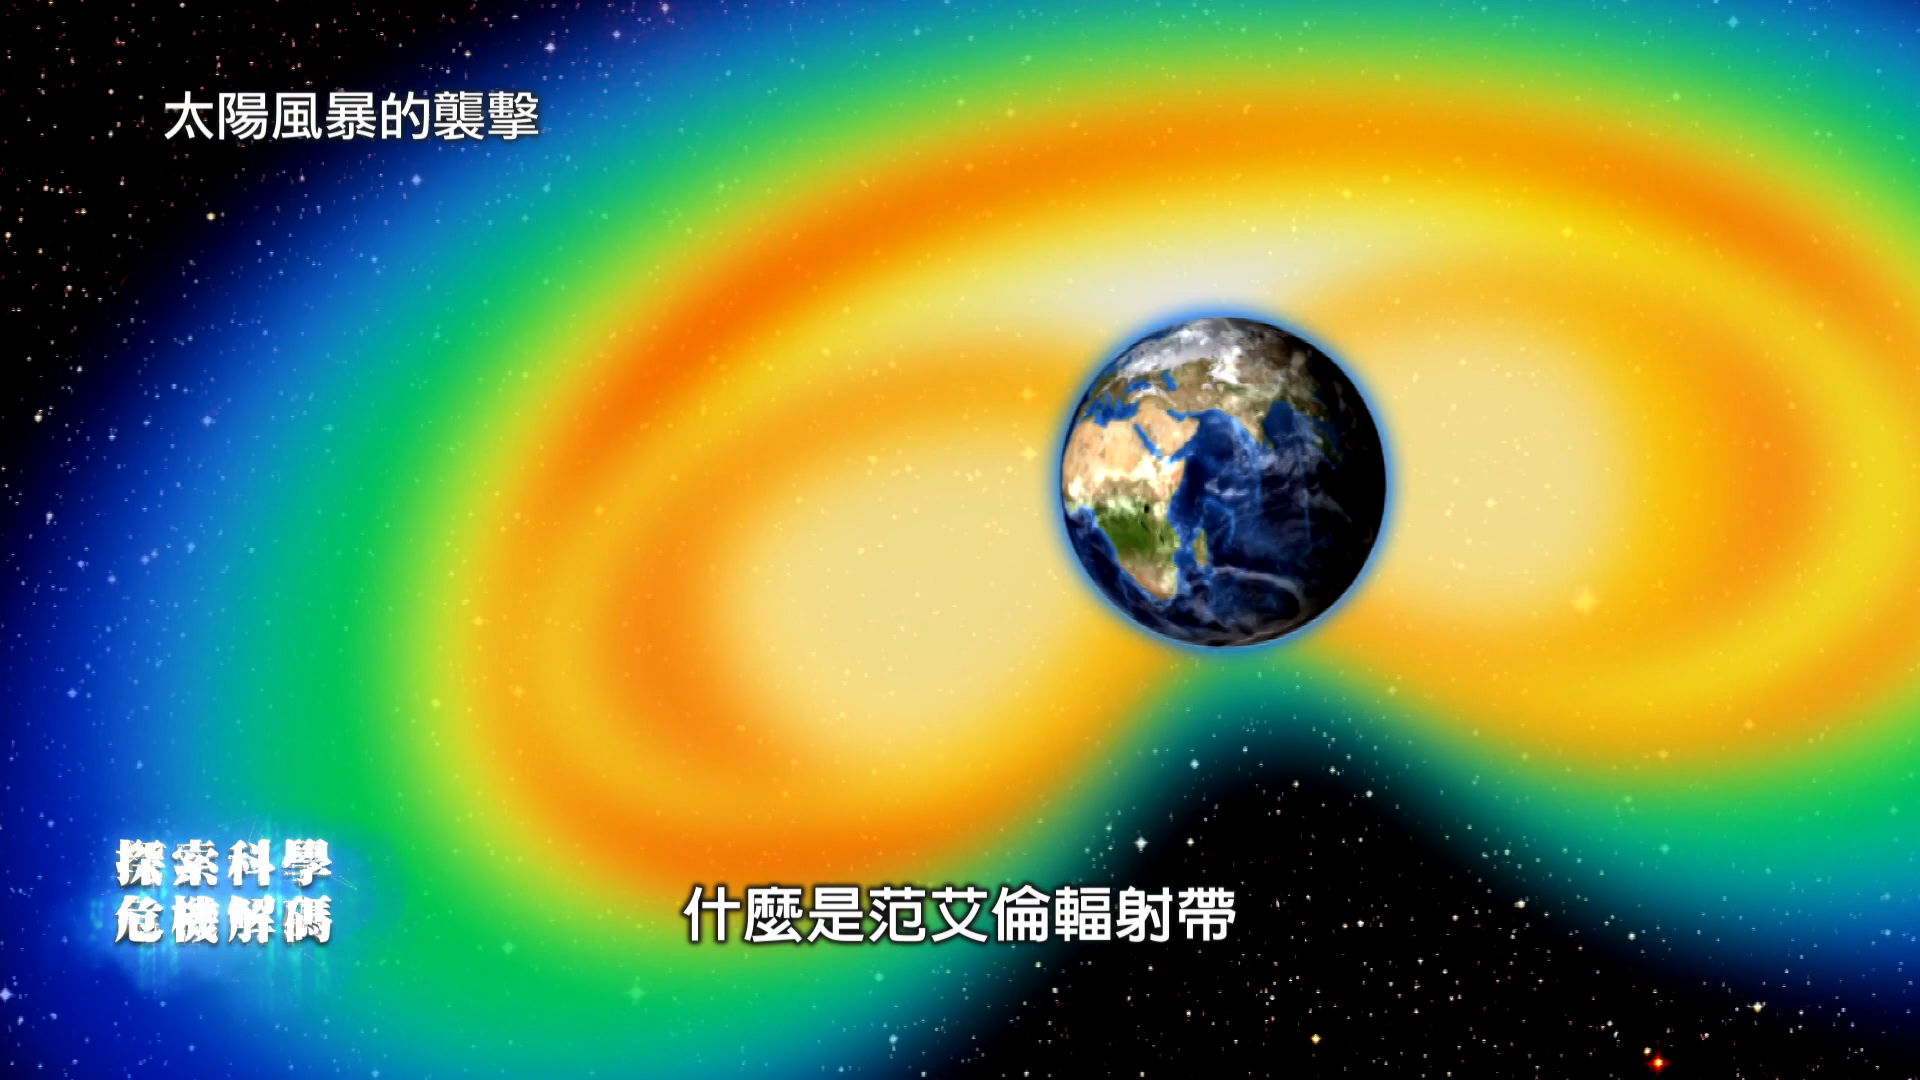 太陽風暴的襲擊
探索科學
危機解碼
什麼是范艾倫輻射帶